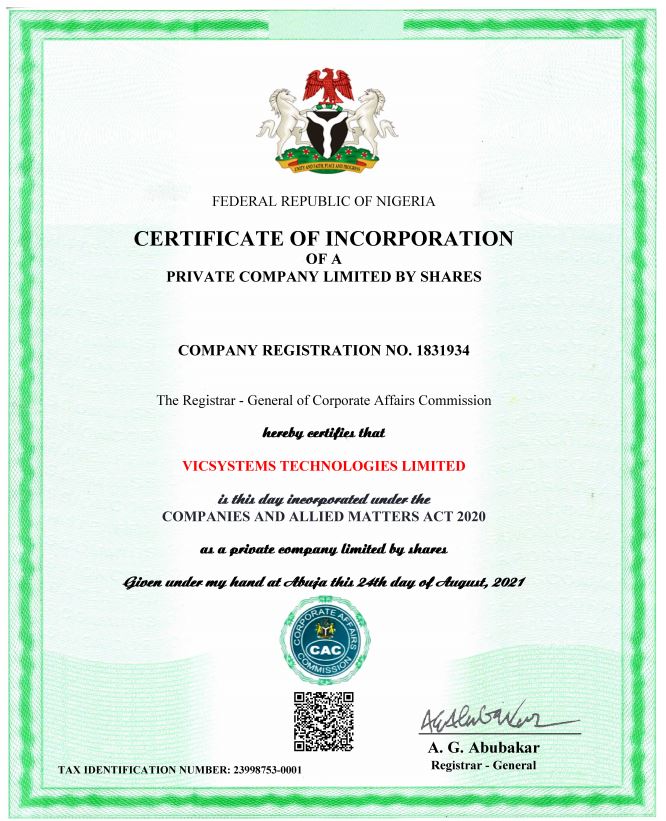 UNITY AND FAITH, PEACE AND PROGRESS
FEDERAL REPUBLIC OF NIGERIA
CERTIFICATE OF INCORPORATION
OF A
PRIVATE COMPANY LIMITED BY SHARES
COMPANY REGISTRATION NO. 1831934
The Registrar - General of Corporate Affairs Commission
hereby certifies that
VICSYSTEMS TECHNOLOGIES LIMITED
is this day incorporated under the
COMPANIES AND ALLIED MATTERS ACT 2020
as a private company limited by shares
Given under my hand at Abuja this 24th day of August, 2021
CORPORATE AFFAIRS
CAC
COMMISSION
AGAbubakar
A. G. Abubakar
Registrar - General
TAX IDENTIFICATION NUMBER: 23998753-0001